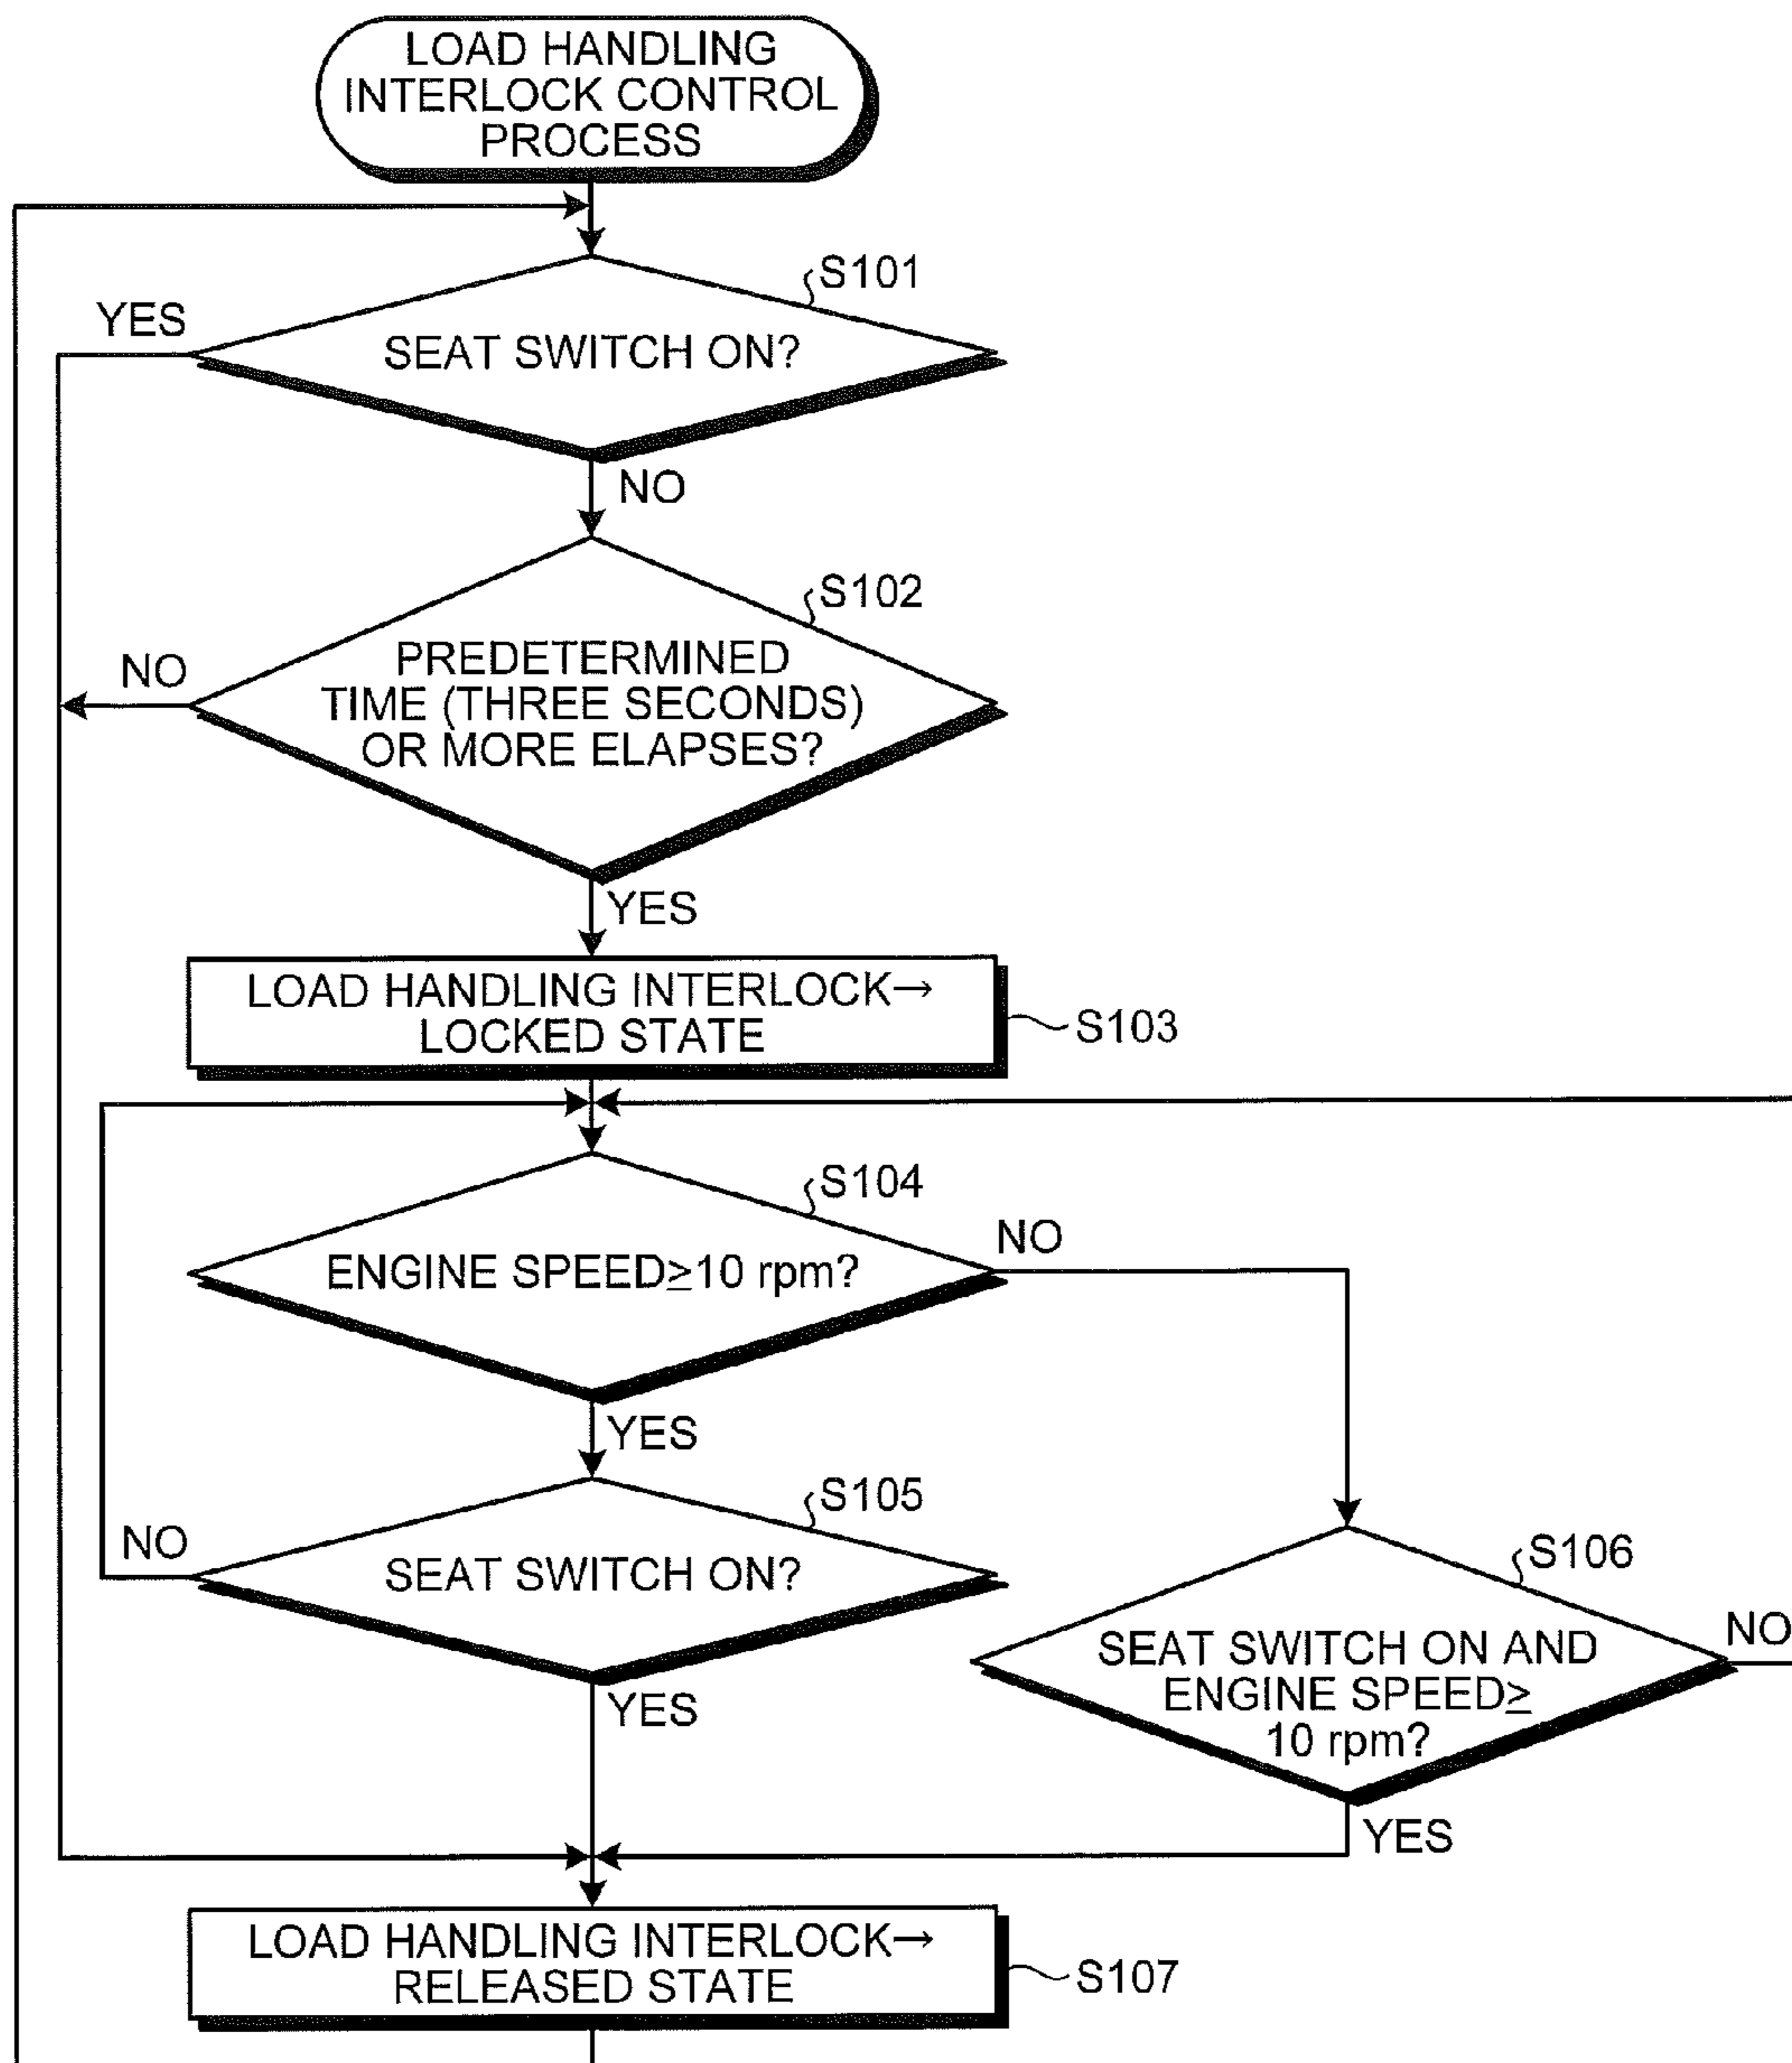 LOAD HANDLING
INTERLOCK CONTROL
PROCESS
S101
YES
SEAT SWITCH ON?
NO
S102
NO
PREDETERMINED
TIME (THREE SECONDS)
OR MORE ELAPSES?
YES
LOAD HANDLING INTERLOCK→
LOCKED STATE
S103
S104
NO
ENGINE SPEED≥10 rpm?
YES
S105
NO
SEAT SWITCH ON?
S106
NO
SEAT SWITCH ON AND
ENGINE SPEED≥
10 rpm?
YES
YES
LOAD HANDLING INTERLOCK→
RELEASED STATE
S107